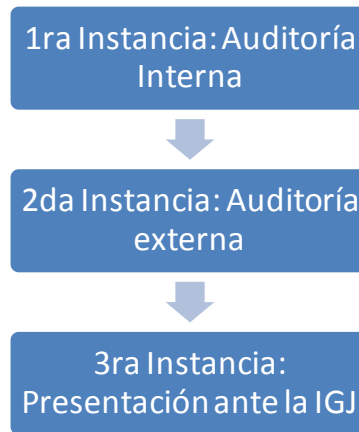 1ra Instancia: Auditoría
Interna
2da Instancia: Auditoría
externa
3ra Instancia:
Presentación ante la IGJ